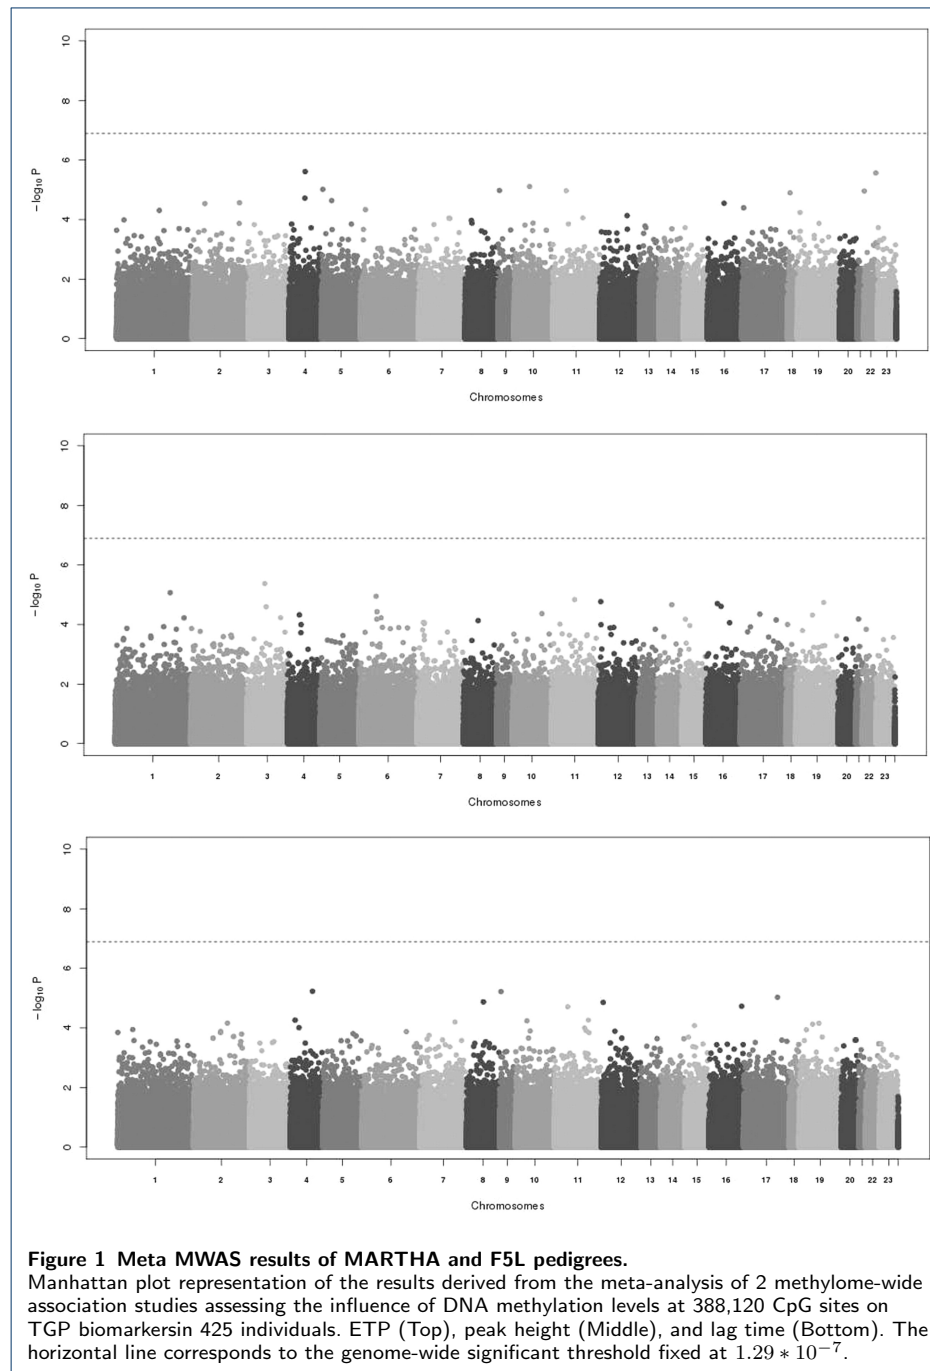 10
8
6
4
2
0
− log10 P
1 2 3 4 5 6 7 8 9 10 11 12 13 14 15 16 17 18 19 20 22 23
Chromosomes
10
8
6
4
2
0
− log10 P
1 2 3 4 5 6 7 8 9 10 11 12 13 14 15 16 17 18 19 20 22 23
Chromosomes
10
8
6
4
2
0
− log10 P
1 2 3 4 5 6 7 8 9 10 11 12 13 14 15 16 17 18 19 20 22 23
Chromosomes
Figure 1 Meta MWAS results of MARTHA and F5L pedigrees.
Manhattan plot representation of the results derived from the meta-analysis of 2 methylome-wide
association studies assessing the influence of DNA methylation levels at 388,120 CpG sites on
TGP biomarkersin 425 individuals. ETP (Top), peak height (Middle), and lag time (Bottom). The
horizontal line corresponds to the genome-wide significant threshold fixed at 1.29 ∗ 10−7.